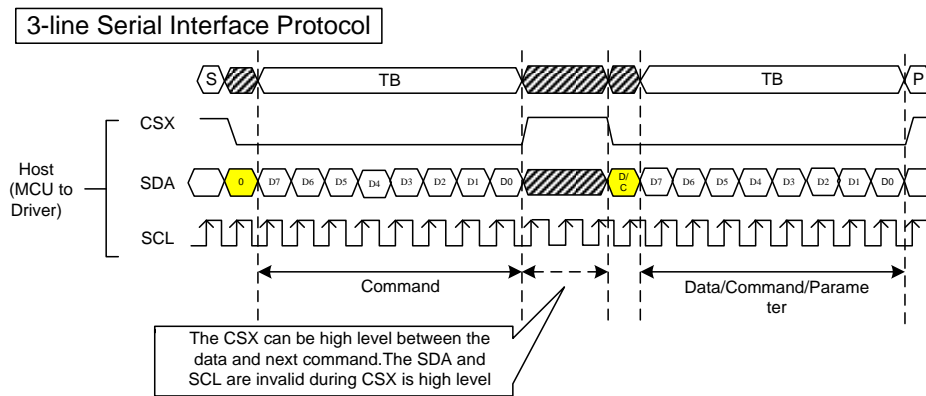 3-line Serial Interface Protocol
S TB TB P
CSX
Host
(MCU to
Driver)
SDA 0 D7 D6 D5 D4 D3 D2 D1 D0 D/
C D7 D6 D5 D4 D3 D2 D1 D0
SCL
Command
Data/Command/Parame
ter
The CSX can be high level between the
data and next command.The SDA and
SCL are invalid during CSX is high level